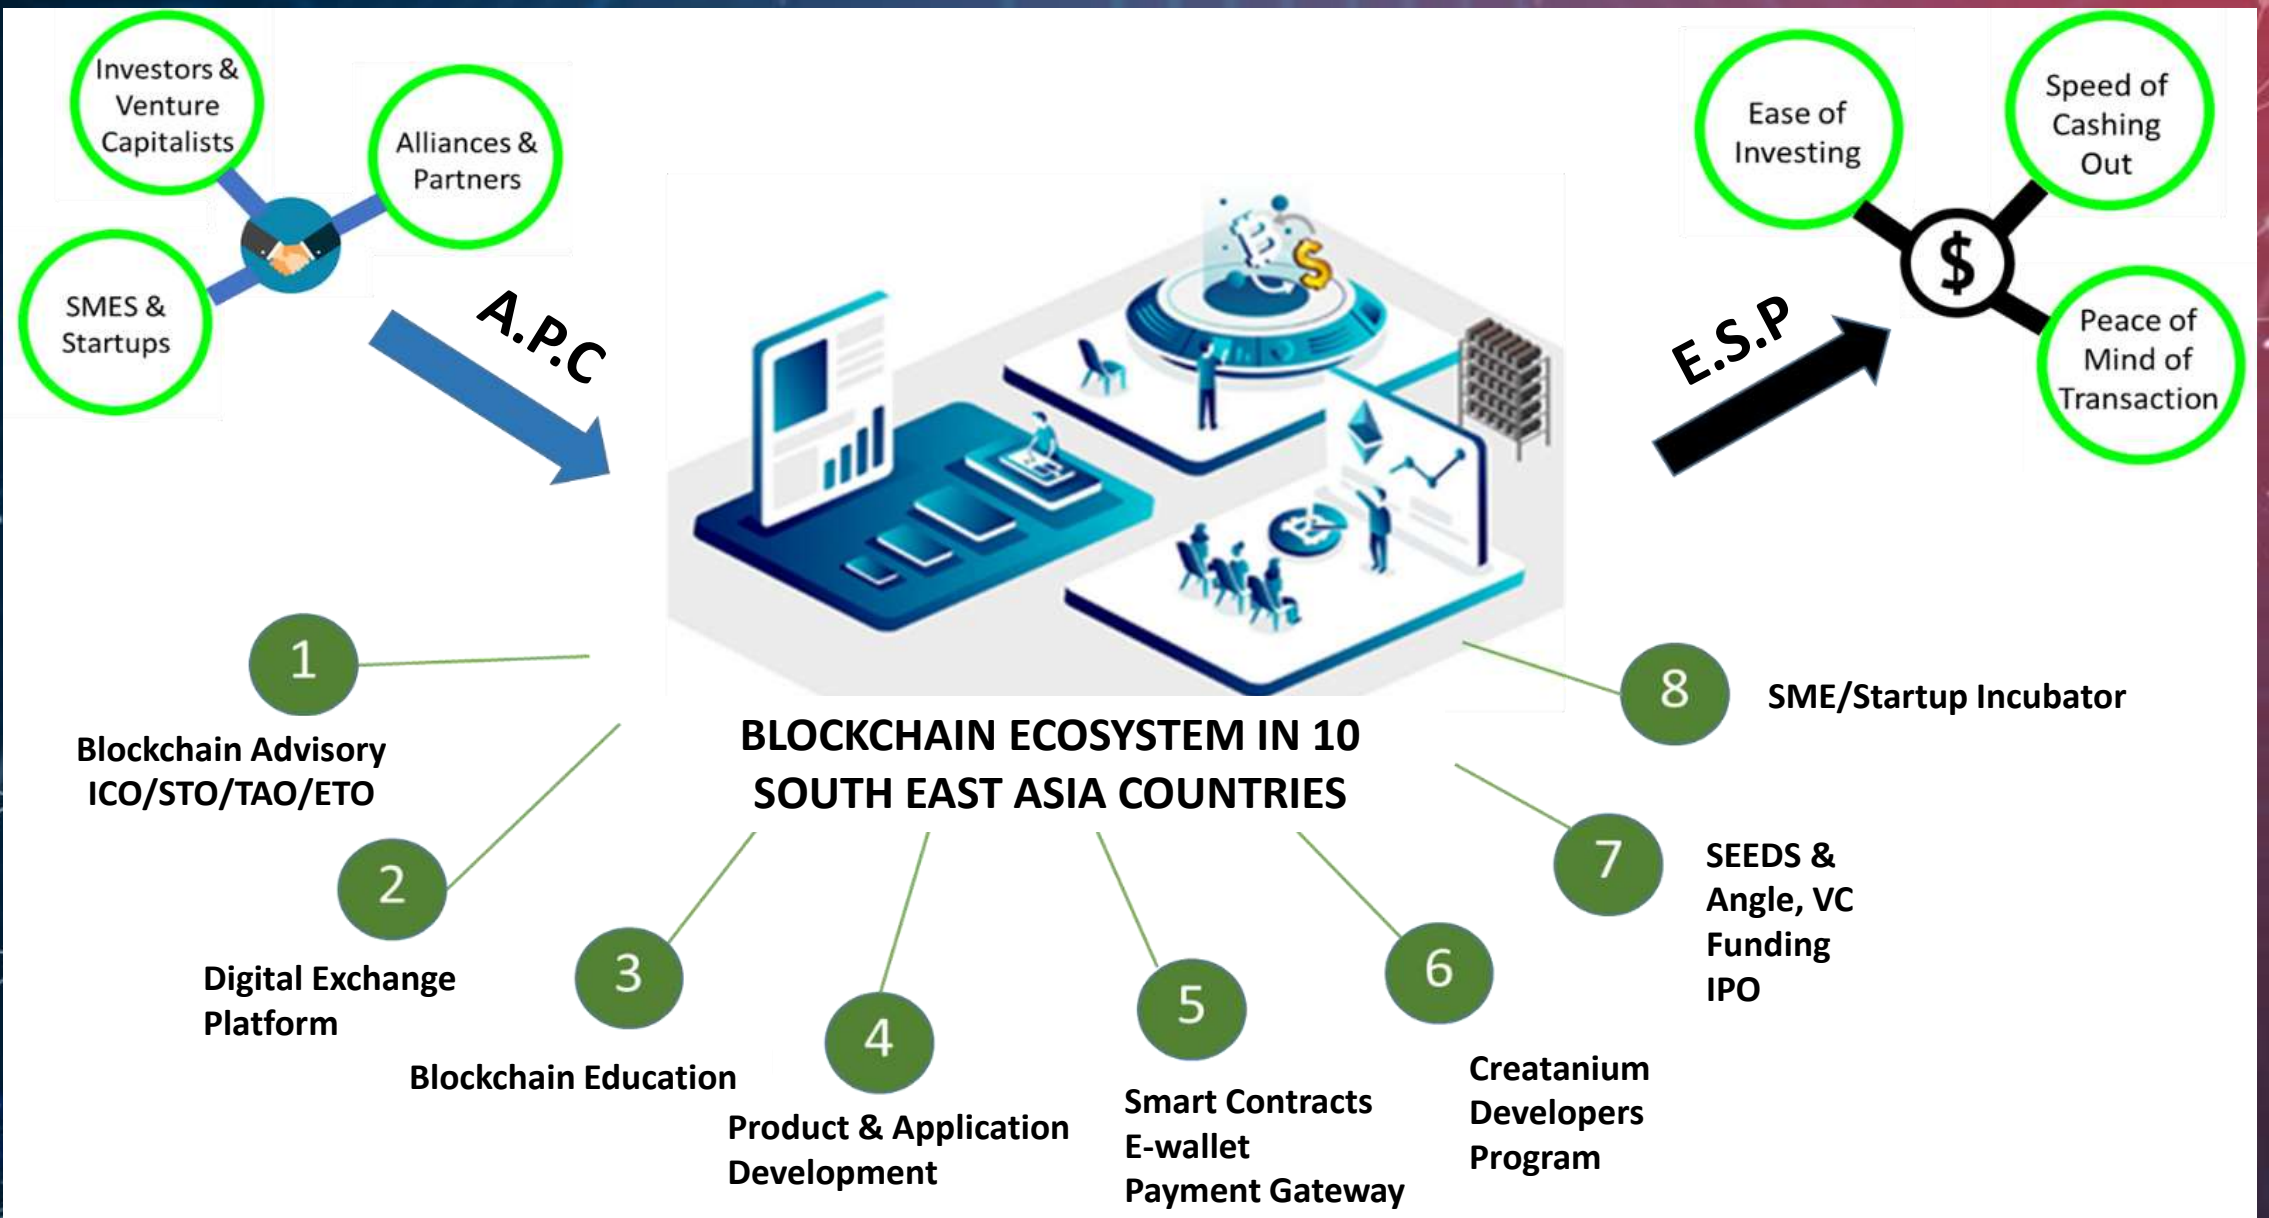 Investors &
Venture
Capitalists
Alliances &
Partners
SMES &
Startups
A.P.C
Ease of
Investing
Speed of
Cashing
Out
$
Peace of
Mind of
Transaction
E.S.P
BLOCKCHAIN ECOSYSTEM IN 10
SOUTH EAST ASIA COUNTRIES
1
Blockchain Advisory
ICO/STO/TAO/ETO
2
Digital Exchange
Platform
3
Blockchain Education
4
Product & Application
Development
5
Smart Contracts
E-wallet
Payment Gateway
6
Creatanium
Developers
Program
7
SEEDS &
Angle, VC
Funding
IPO
8
SME/Startup Incubator